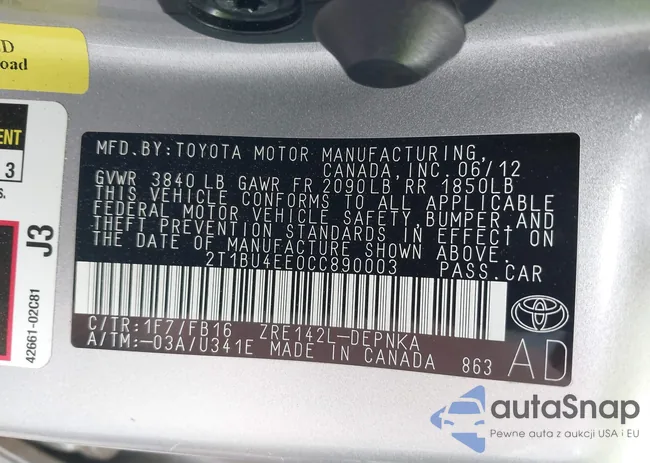 D
oad
ENT
3
s.
J3
42661-02C81
MFD. BY: TOYOTA MOTOR MANUFACTURING,
CANADA, INC. 06/12
GVWR 3840 LB GAWR FR 2090LB RR 1850LB
THIS VEHICLE CONFORMS TO ALL APPLICABLE
FEDERAL MOTOR VEHICLE SAFETY, BUMPER, AND
THEFT PREVENTION STANDARDS IN EFFECT ON
THE DATE OF MANUFACTURE SHOWN ABOVE.
2T1BU4EE0CC890003 PASS.CAR
C/TR:1F7/FB16 ZRE142L-DEPNKA
A/TM:-03A/U341E MADE IN CANADA 863
AD
autaSnap
Pewne auta z aukcji USA i EU